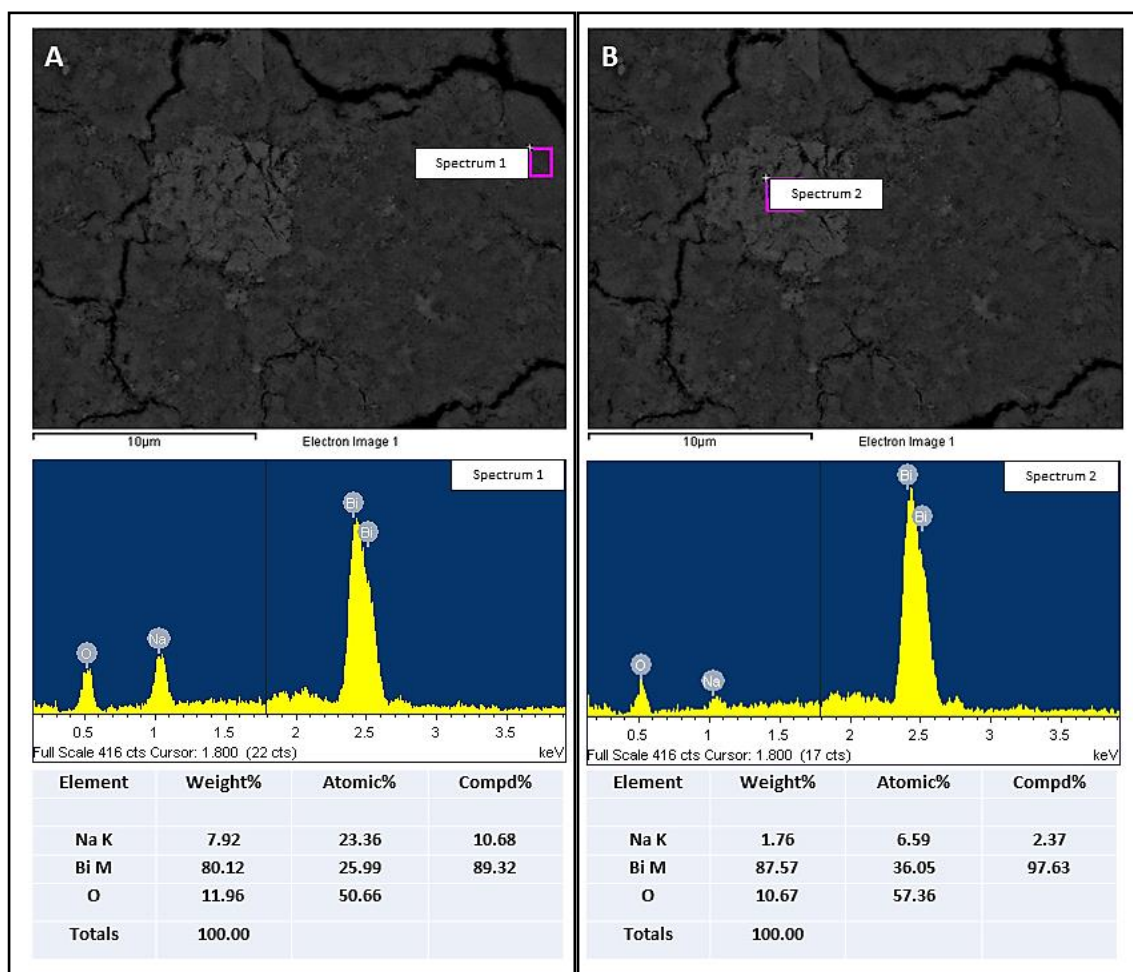 A
Spectrum 1
10µm Electron Image 1
Spectrum 1
Bi
Bi
O
Na
0.5 1 1.5 2 2.5 3 3.5
Full Scale 416 cts Cursor: 1.800 (22 cts) keV
Element Weight% Atomic% Compd%
Na K 7.92 23.36 10.68
Bi M 80.12 25.99 89.32
O 11.96 50.66
Totals 100.00
B
Spectrum 2
10µm Electron Image 1
Spectrum 2
Bi
Bi
O
Na
0.5 1 1.5 2 2.5 3 3.5
Full Scale 416 cts Cursor: 1.800 (17 cts) keV
Element Weight% Atomic% Compd%
Na K 1.76 6.59 2.37
Bi M 87.57 36.05 97.63
O 10.67 57.36
Totals 100.00